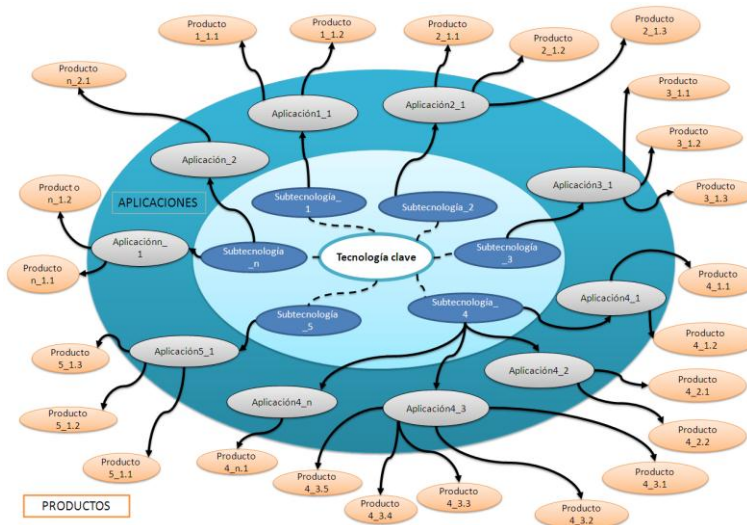 Producto
1_1.1
Producto
1_1.2
Producto
2_1.1
Producto
2_1.2
Producto
2_1.3
Producto
n_2.1
Producto
3_1.1
Aplicación1_1
Aplicación2_1
Producto
3_1.2
Aplicación_2
Aplicación3_1
Producto
3_1.3
Product o
n_1.2
APLICACIONES
Subtecnología_
1
Subtecnología
_2
Aplicaciónn_
1
Subtecnología
_n
Tecnología clave
Subtecnología
_3
Producto
n_1.1
Producto
4_1.1
Subtecnología
_5
Subtecnología_
4
Aplicación4_1
Producto
4_1.2
Producto
5_1.3
Aplicación5_1
Aplicación4_2
Producto
4_2.1
Producto
5_1.2
Aplicación4_n
Aplicación4_3
Producto
4_2.2
Producto
5_1.1
Producto
4_n.1
Producto
4_3.5
Producto
4_3.4
Producto
4_3.3
Producto
4_3.2
Producto
4_3.1
PRODUCTOS